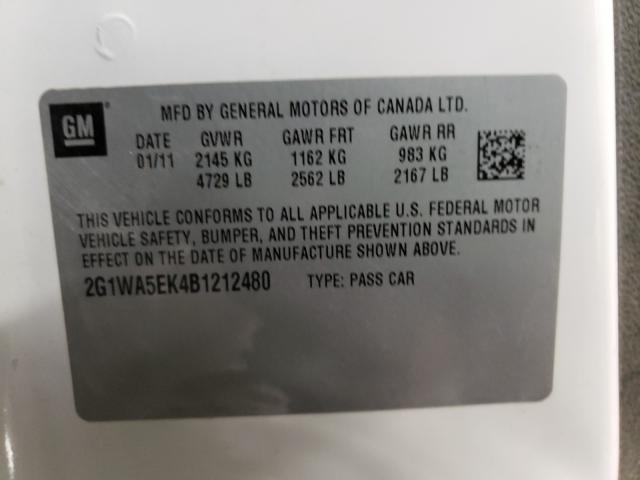 GM
MFD BY GENERAL MOTORS OF CANADA LTD.
DATE GVWR GAWR FRT GAWR RR
01/11 2145 KG 1162 KG 983 KG
4729 LB 2562 LB 2167 LB
THIS VEHICLE CONFORMS TO ALL APPLICABLE U.S. FEDERAL MOTOR
VEHICLE SAFETY, BUMPER, AND THEFT PREVENTION STANDARDS IN
EFFECT ON THE DATE OF MANUFACTURE SHOWN ABOVE.
2G1WA5EK4B1212480 TYPE: PASS CAR